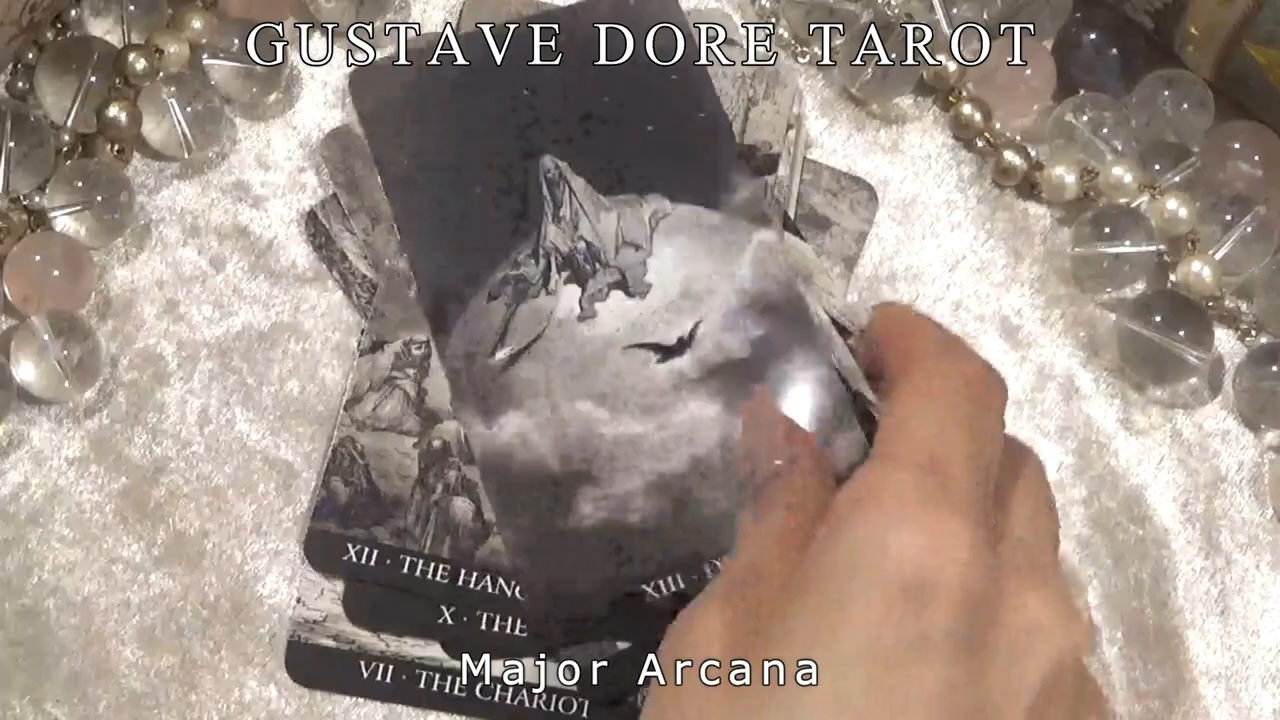 GUSTAVE DORE TAROT
XII · THE HANG
XIII · D
X · THE
VII · THE CHARIOT
Major Arcana